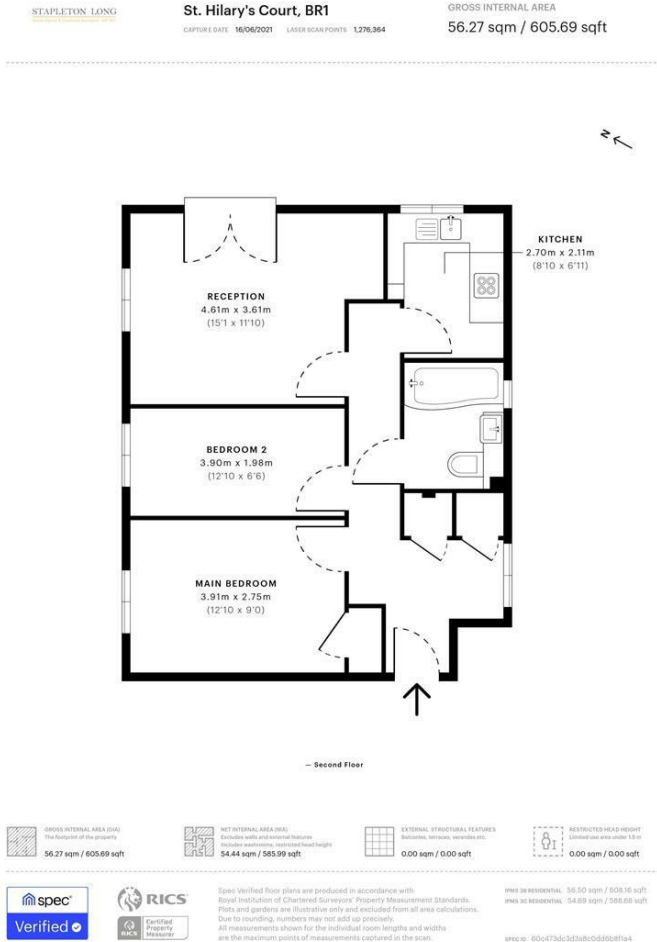 STAPLETON LONG
St. Hilary's Court, BR1
CAPTURE DATE 16/06/2021 LASER SCAN POINTS 1,276,364
GROSS INTERNAL AREA
56.27 sqm / 605.69 sqft
N
KITCHEN
2.70m x 2.11m
(8'10 x 6'11)
RECEPTION
4.61m x 3.61m
(15'1 x 11'10)
BEDROOM 2
3.90m x 1.98m
(12'10 x 6'6)
MAIN BEDROOM
3.91m x 2.75m
(12'10 x 9'0)
— Second Floor
GROSS INTERNAL AREA (GIA)
The footprint of the property
56.27 sqm / 605.69 sqft
NET INTERNAL AREA (NIA)
Excludes walls and external features
Includes washrooms, restricted head height
54.44 sqm / 585.99 sqft
EXTERNAL STRUCTURAL FEATURES
Balconies, terraces, verandas etc.
0.00 sqm / 0.00 sqft
RESTRICTED HEAD HEIGHT
Limited use area under 1.5 m
0.00 sqm / 0.00 sqft
spec
Verified
RICS
RICS
Certified
Property
Measurer
Spec Verified floor plans are produced in accordance with
Royal Institution of Chartered Surveyors' Property Measurement Standards.
Plots and gardens are illustrative only and excluded from all area calculations.
Due to rounding, numbers may not add up precisely.
All measurements shown for the individual room lengths and widths
are the maximum points of measurements captured in the scan.
IPMS 3B RESIDENTIAL 56.50 sqm / 608.16 sqft
IPMS 3C RESIDENTIAL 54.69 sqm / 588.68 sqft
SPEC ID 60c473dc3d3a8c0dd6b8f1a4